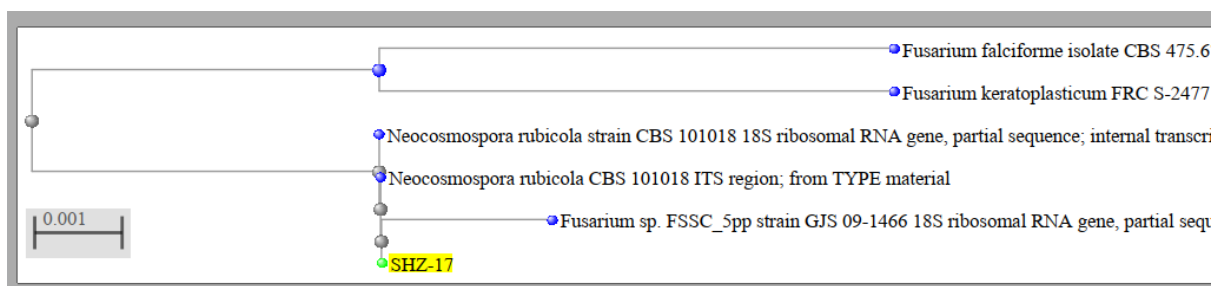 Fusarium falciforme isolate CBS 475.6
Fusarium keratoplasticum FRC S-2477
Neocosmospora rubicola strain CBS 101018 18S ribosomal RNA gene, partial sequence; internal transcri
Neocosmospora rubicola CBS 101018 ITS region; from TYPE material
0.001
Fusarium sp. FSSC_5pp strain GJS 09-1466 18S ribosomal RNA gene, partial sequ
SHZ-17